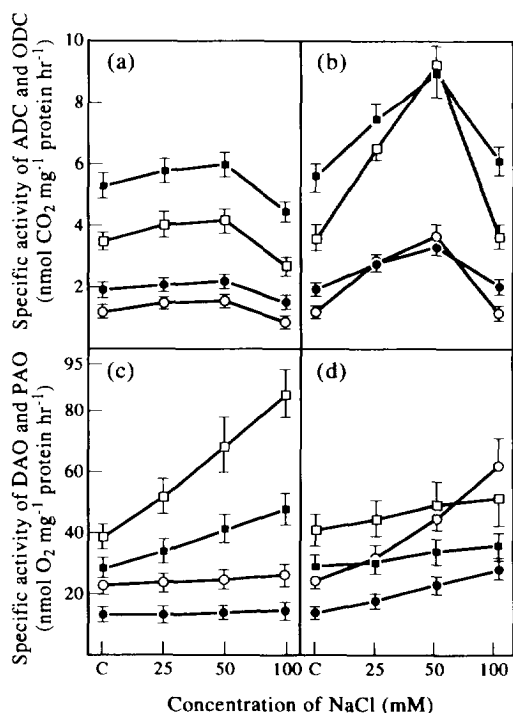 Specific activity of ADC and ODC
(nmol CO₂ mg⁻¹ protein hr⁻¹)
10
8
6
4
2
(a)
(b)
Specific activity of DAO and PAO
(nmol O₂ mg⁻¹ protein hr⁻¹)
95
80
60
40
20
(c)
(d)
C
25
50
100
C
25
50
100
Concentration of NaCl (mM)